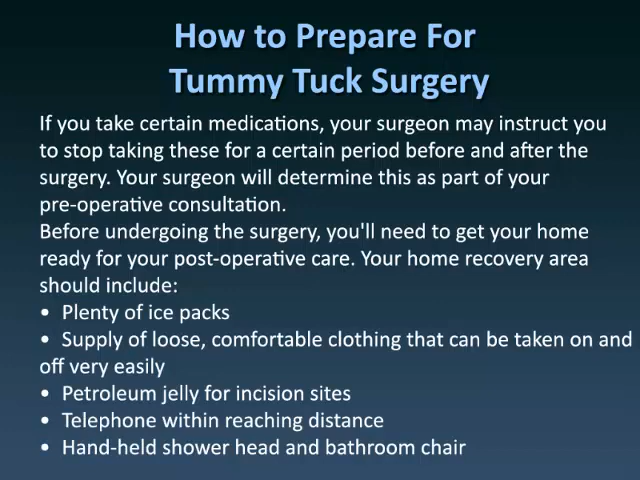 How to Prepare For
Tummy Tuck Surgery
If you take certain medications, your surgeon may instruct you
to stop taking these for a certain period before and after the
surgery. Your surgeon will determine this as part of your
pre-operative consultation.
Before undergoing the surgery, you'll need to get your home
ready for your post-operative care. Your home recovery area
should include:
• Plenty of ice packs
• Supply of loose, comfortable clothing that can be taken on and
off very easily
• Petroleum jelly for incision sites
• Telephone within reaching distance
• Hand-held shower head and bathroom chair